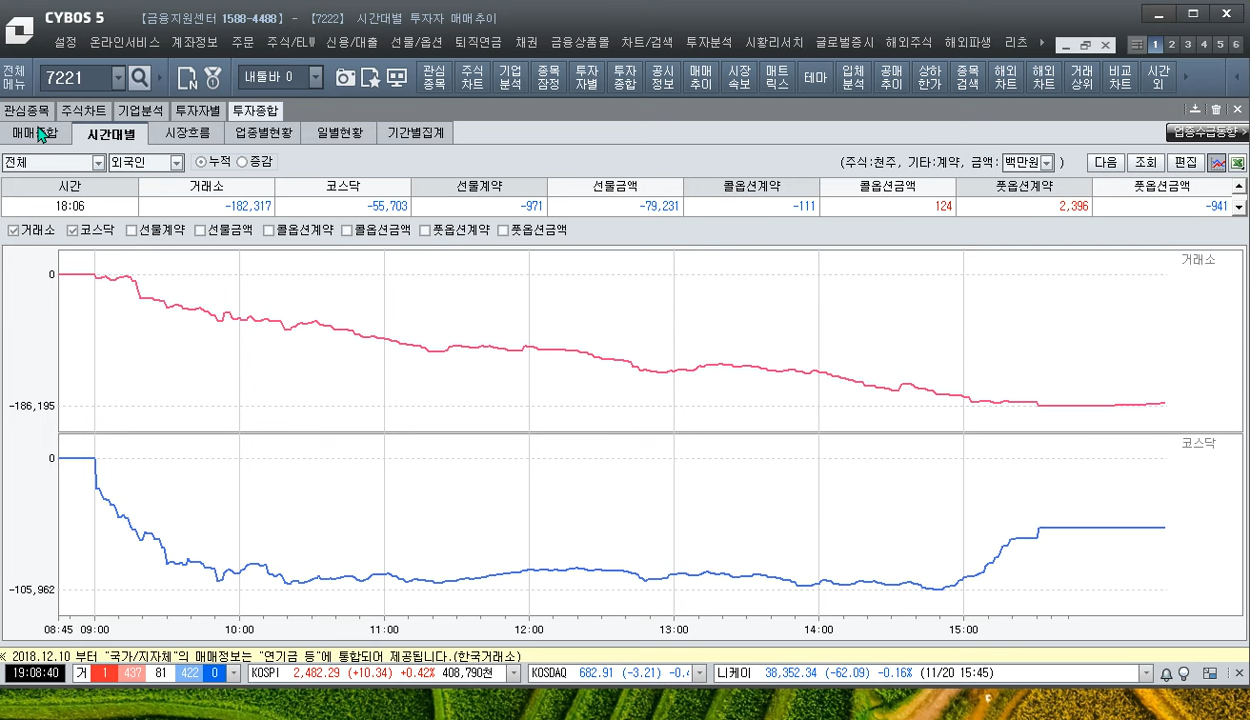 CYBOS 5 【금융지원센터 1588-4488】 - 【7222】 시간대별 투자자 매매추이
설정 온라인서비스 계좌정보 주문 주식/ELW 신용/대출 선물/옵션 퇴직연금 채권 금융상품몰 차트/검색 투자분석 시황리서치 글로벌증시 해외주식 해외파생 리츠 1 2 3 4 5 6
전체메뉴 7221 내툴바 0 관심종목 주식차트 기업분석 종목잠정 투자자별 투자종합 공시정보 매매추이 시장속보 매트릭스 테마 입체분석 공매추이 상하한가 종목검색 해외주식 해외차트 거래상위 비교차트 시간외
관심종목 주식차트 기업분석 투자자별 투자종합
시간대별 시장흐름 업종별현황 일별현황 기간별집계 업종수급동향
전체 외국인 누적 증감 (주식:천주, 기타:계약, 금액: 백만원 ) 다음 조회 편집
시간 거래소 코스닥 선물계약 선물금액 콜옵션계약 콜옵션금액 풋옵션계약 풋옵션금액
18:06 -182,317 -55,703 -971 -79,231 -111 124 2,396 -941
거래소 코스닥 선물계약 선물금액 콜옵션계약 콜옵션금액 풋옵션계약 풋옵션금액
거래소
0
-186,195
코스닥
0
-105,962
08:45 09:00 10:00 11:00 12:00 13:00 14:00 15:00
※ 2018.12.10 부터 "국가/지자체"의 매매정보는 "연기금 등"에 통합되어 제공됩니다.(한국거래소)
19:08:40 거 1 437 81 422 0 KOSPI 2,482.29 (+10.34) +0.42% 408,790천 KOSDAQ 682.91 (-3.21) 니케이 38,352.34 (-62.09) -0.16% (11/20 15:45)